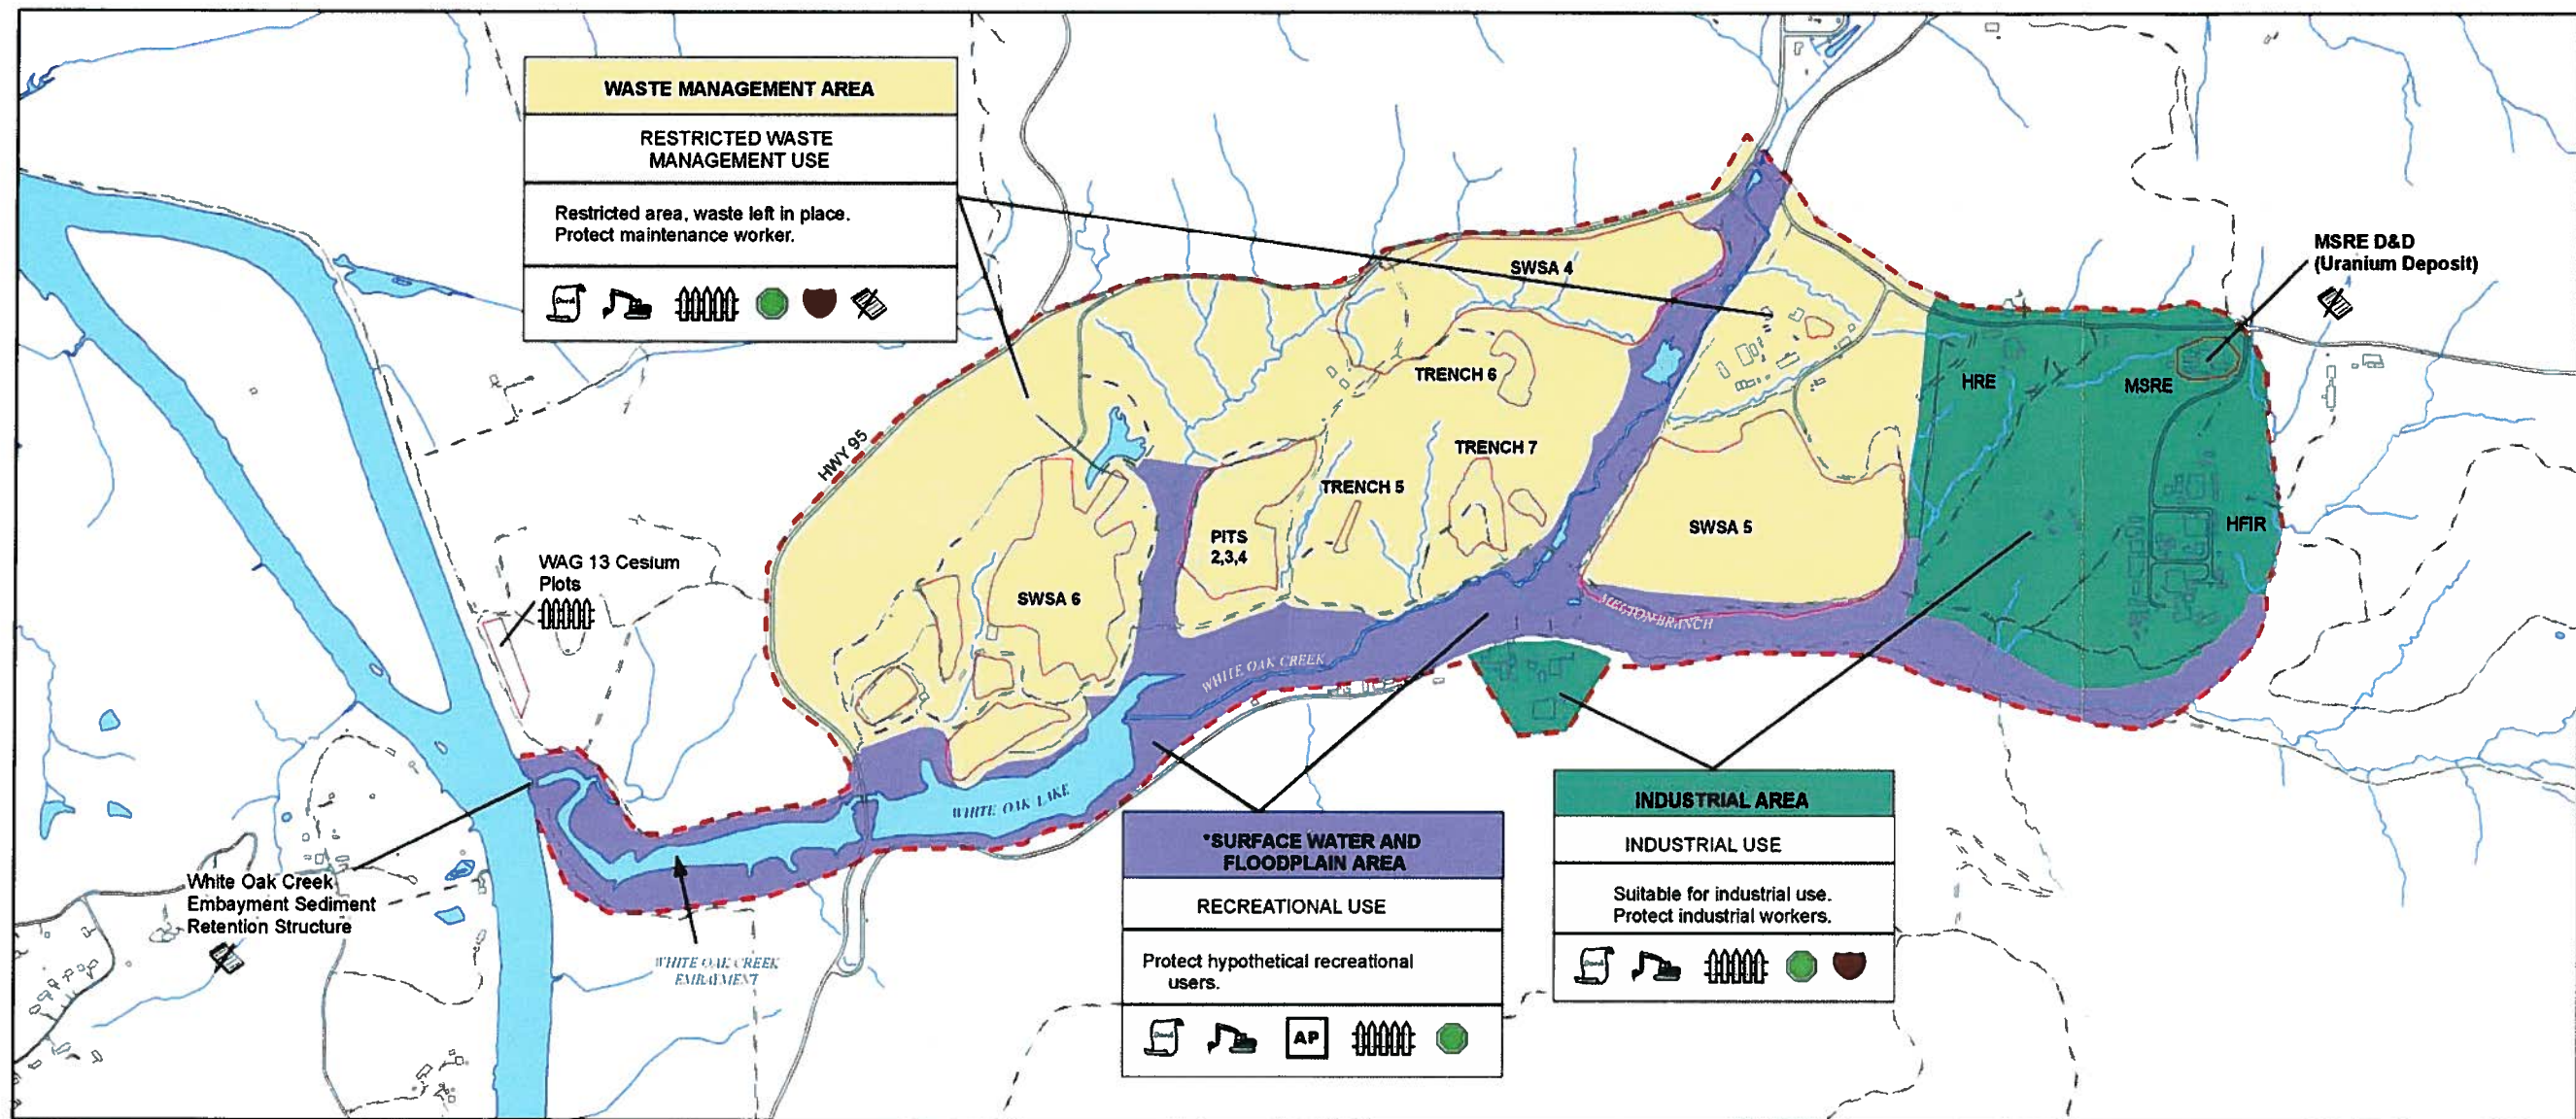 WASTE MANAGEMENT AREA
RESTRICTED WASTE
MANAGEMENT USE
Restricted area, waste left in place.
Protect maintenance worker.
Deed
MSRE D&D
(Uranium Deposit)
SWSA 4
TRENCH 6
HRE
MSRE
HWY 95
TRENCH 7
TRENCH 5
SWSA 5
HFIR
PITS
2,3,4
WAG 13 Cesium
Plots
SWSA 6
MELTON BRANCH
WHITE OAK CREEK
WHITE OAK LAKE
White Oak Creek
Embayment Sediment
Retention Structure
WHITE OAK CREEK
EMBAYMENT
*SURFACE WATER AND
FLOODPLAIN AREA
RECREATIONAL USE
Protect hypothetical recreational
users.
Deed
AP
INDUSTRIAL AREA
INDUSTRIAL USE
Suitable for industrial use.
Protect industrial workers.
Deed